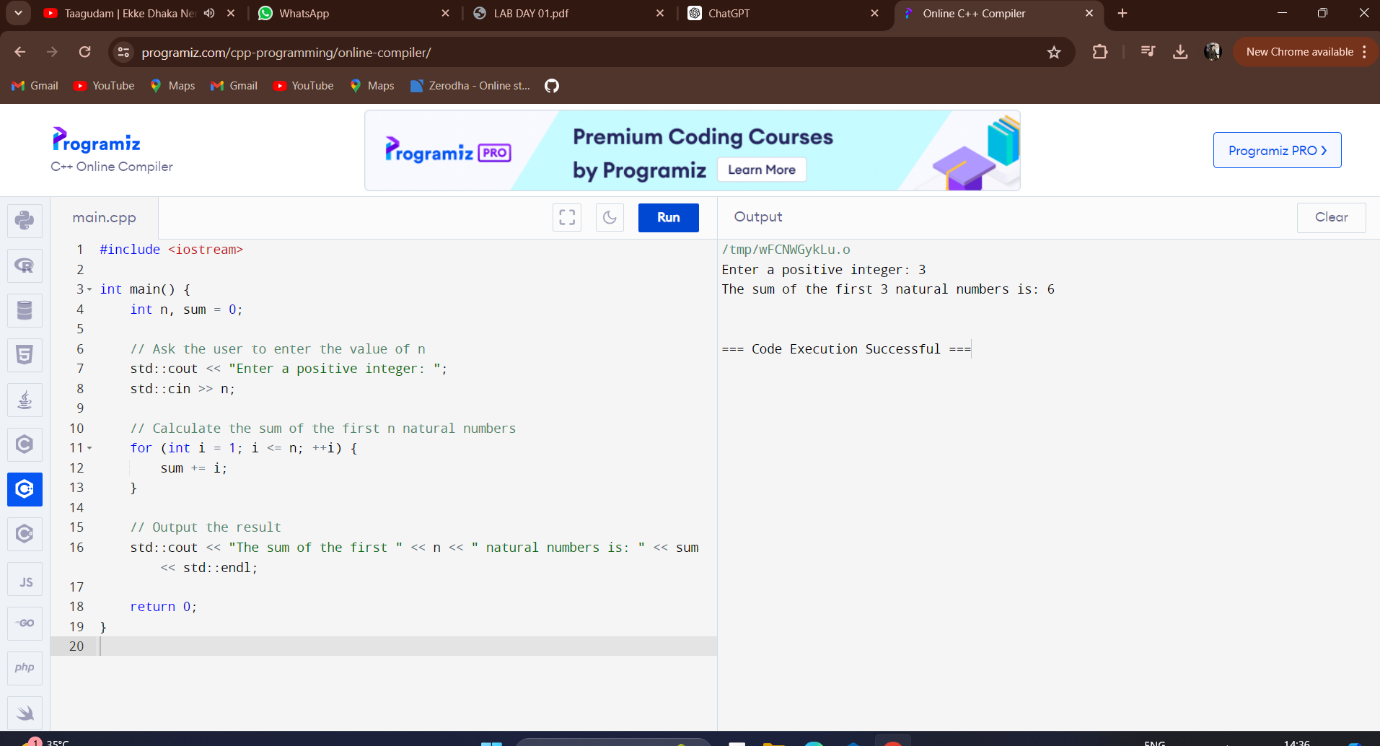 Taagudam | Ekke Dhaka Ne
WhatsApp
LAB DAY 01.pdf
ChatGPT
Online C++ Compiler
programiz.com/cpp-programming/online-compiler/
New Chrome available
Gmail
YouTube
Maps
Gmail
YouTube
Maps
Zerodha - Online st...
Programiz
C++ Online Compiler
Programiz PRO
Premium Coding Courses
by Programiz
Learn More
Programiz PRO
main.cpp
Run
Output
Clear
1 #include <iostream>
2
3 int main() {
4 int n, sum = 0;
5
6 // Ask the user to enter the value of n
7 std::cout << "Enter a positive integer: ";
8 std::cin >> n;
9
10 // Calculate the sum of the first n natural numbers
11 for (int i = 1; i <= n; ++i) {
12 sum += i;
13 }
14
15 // Output the result
16 std::cout << "The sum of the first " << n << " natural numbers is: " << sum
<< std::endl;
17
18 return 0;
19 }
20
/tmp/wFCNWGykLu.o
Enter a positive integer: 3
The sum of the first 3 natural numbers is: 6
=== Code Execution Successful ===
JS
GO
php
1
35°C
ENG
14:36